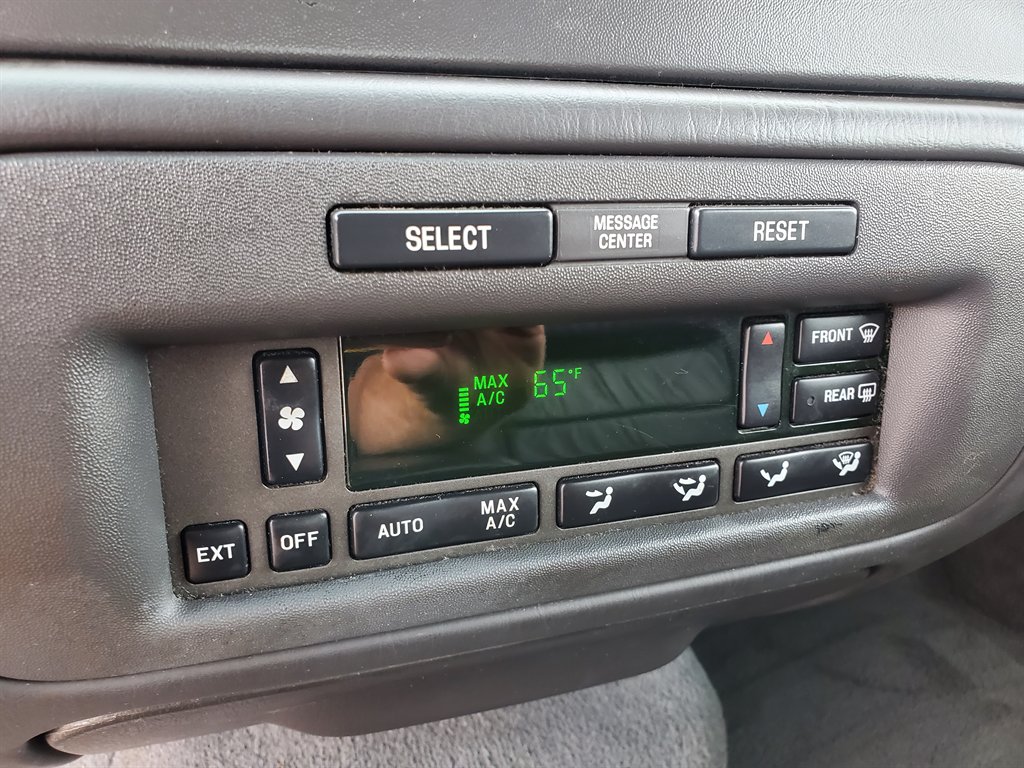 SELECT
MESSAGE
CENTER
RESET
FRONT
MAX
A/C
65°F
REAR
AUTO
MAX
A/C
EXT
OFF